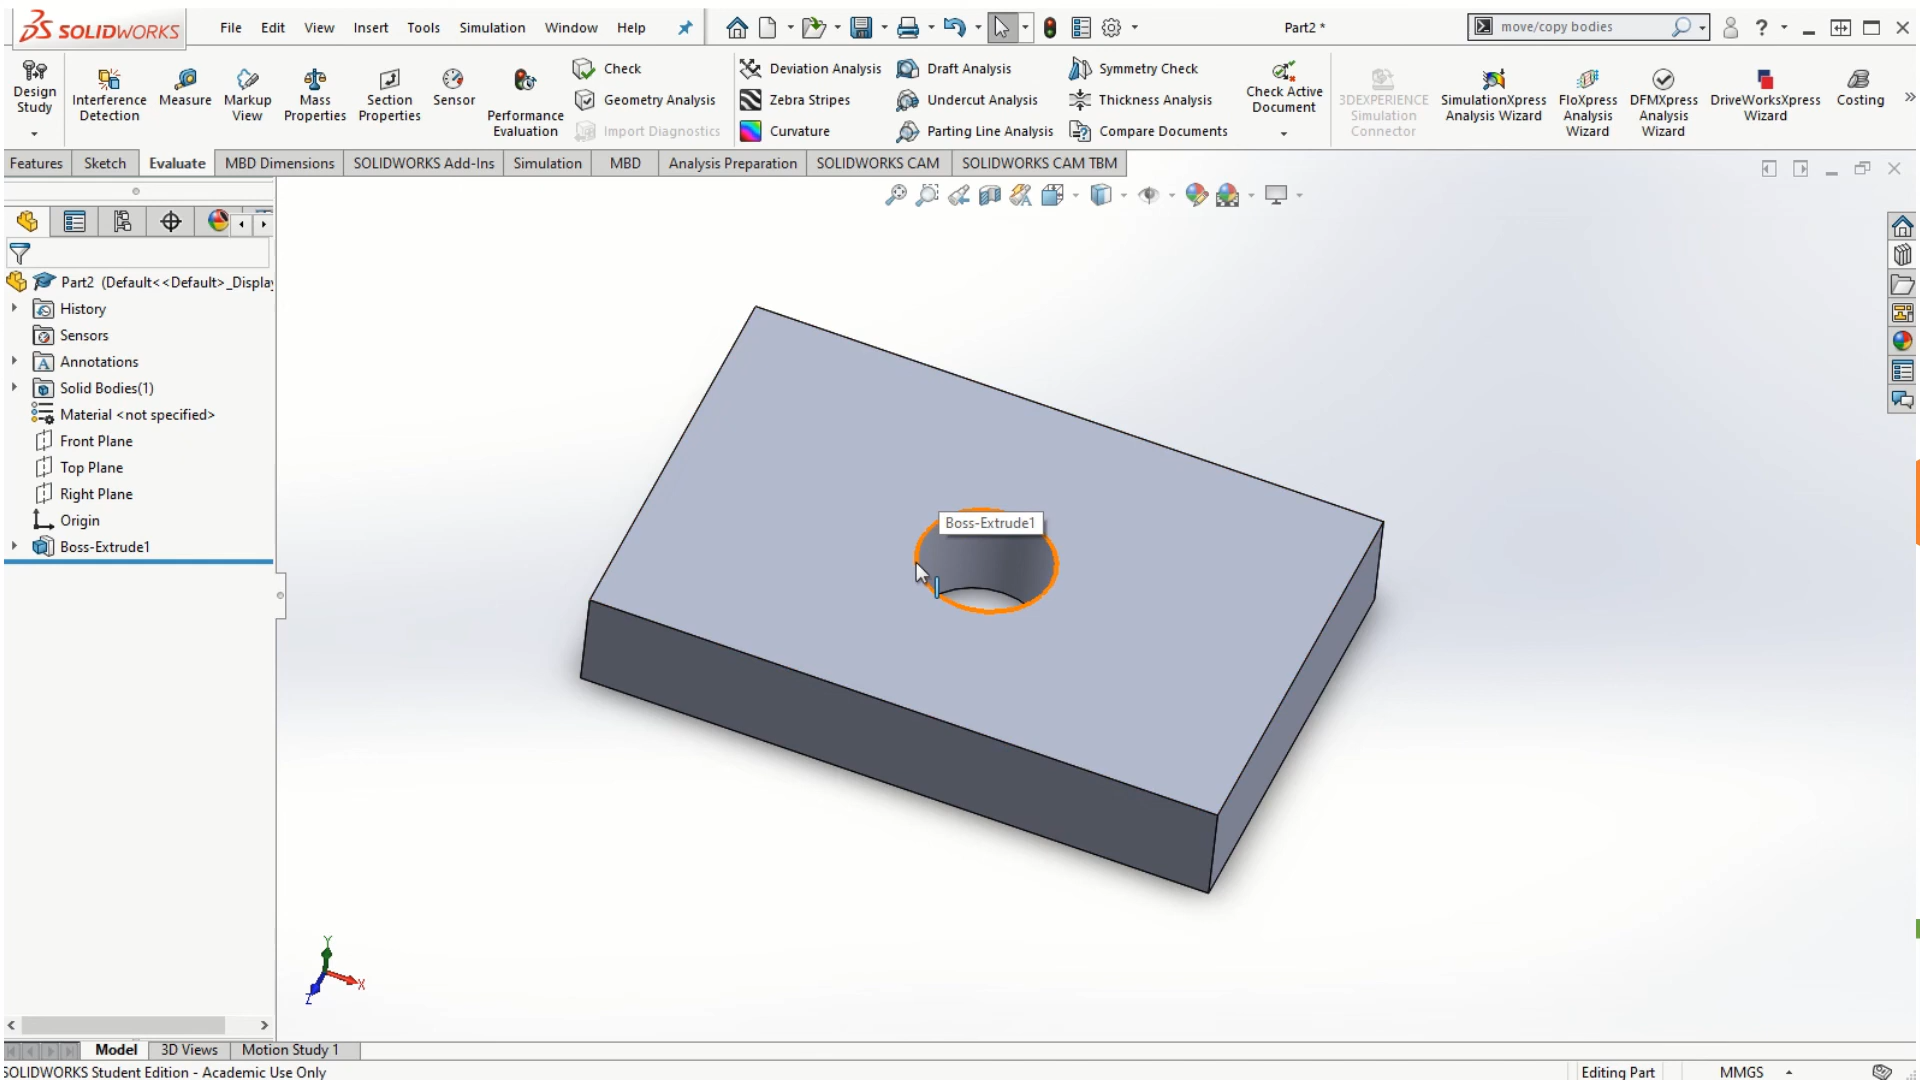 SOLIDWORKS
File Edit View Insert Tools Simulation Window Help
Part2 *
move/copy bodies
?
Design Study
Interference Detection
Measure
Markup View
Mass Properties
Section Properties
Sensor
Performance Evaluation
Check
Geometry Analysis
Import Diagnostics
Deviation Analysis
Zebra Stripes
Curvature
Draft Analysis
Undercut Analysis
Parting Line Analysis
Symmetry Check
Thickness Analysis
Compare Documents
Check Active Document
3DEXPERIENCE Simulation Connector
SimulationXpress Analysis Wizard
FloXpress Analysis Wizard
DFMXpress Analysis Wizard
DriveWorksXpress Wizard
Costing
Features Sketch Evaluate MBD Dimensions SOLIDWORKS Add-Ins Simulation MBD Analysis Preparation SOLIDWORKS CAM SOLIDWORKS CAM TBM
Part2 (Default<<Default>_Display
History
Sensors
Annotations
Solid Bodies(1)
Material <not specified>
Front Plane
Top Plane
Right Plane
Origin
Boss-Extrude1
Boss-Extrude1
Y
X
Z
Model 3D Views Motion Study 1
SOLIDWORKS Student Edition - Academic Use Only
Editing Part
MMGS